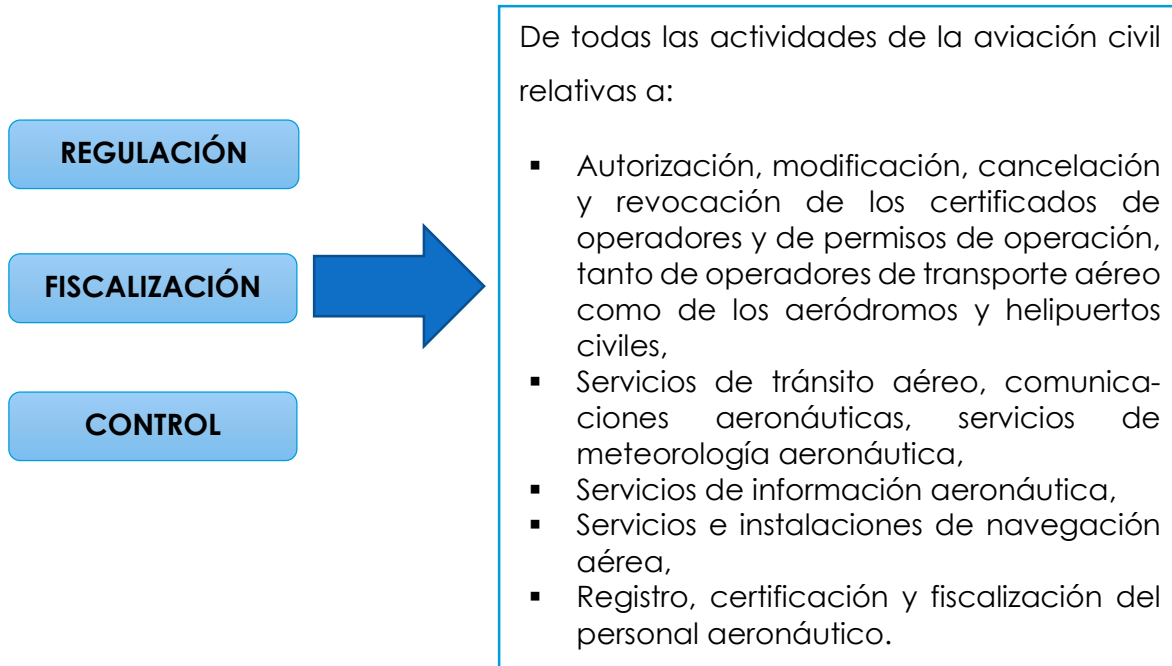 REGULACIÓN
FISCALIZACIÓN
CONTROL
De todas las actividades de la aviación civil
relativas a:
▪ Autorización, modificación, cancelación
y revocación de los certificados de
operadores y de permisos de operación,
tanto de operadores de transporte aéreo
como de los aeródromos y helipuertos
civiles,
▪ Servicios de tránsito aéreo, comunica-
ciones aeronáuticas, servicios de
meteorología aeronáutica,
▪ Servicios de información aeronáutica,
▪ Servicios e instalaciones de navegación
aérea,
▪ Registro, certificación y fiscalización del
personal aeronáutico.